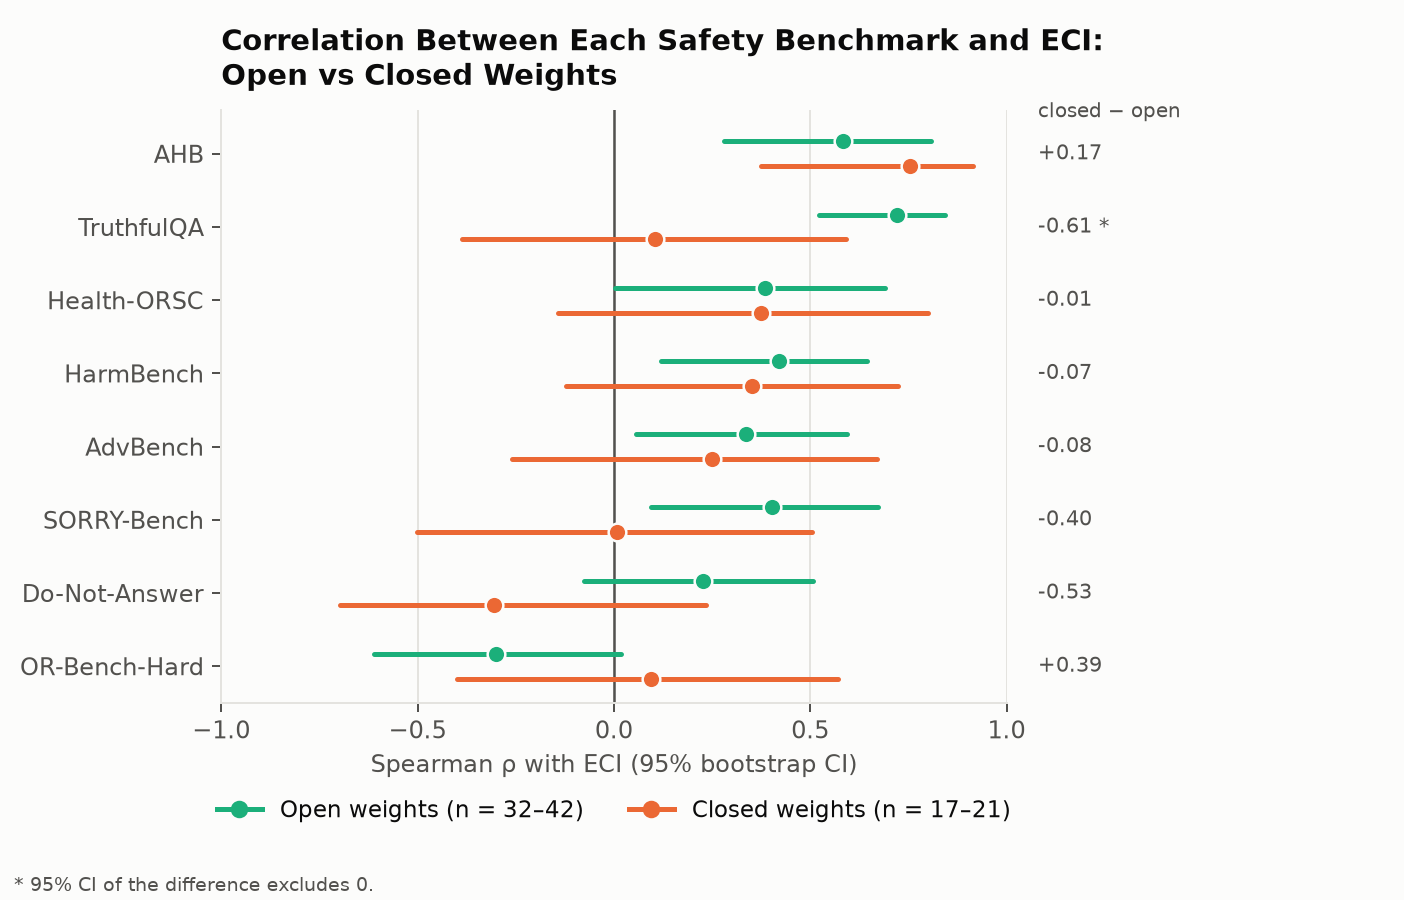 Correlation Between Each Safety Benchmark and ECI:
Open vs Closed Weights
closed − open
AHB
+0.17
TruthfulQA
-0.61 *
Health-ORSC
-0.01
HarmBench
-0.07
AdvBench
-0.08
SORRY-Bench
-0.40
Do-Not-Answer
-0.53
OR-Bench-Hard
+0.39
−1.0 −0.5 0.0 0.5 1.0
Spearman ρ with ECI (95% bootstrap CI)
Open weights (n = 32–42) Closed weights (n = 17–21)
* 95% CI of the difference excludes 0.